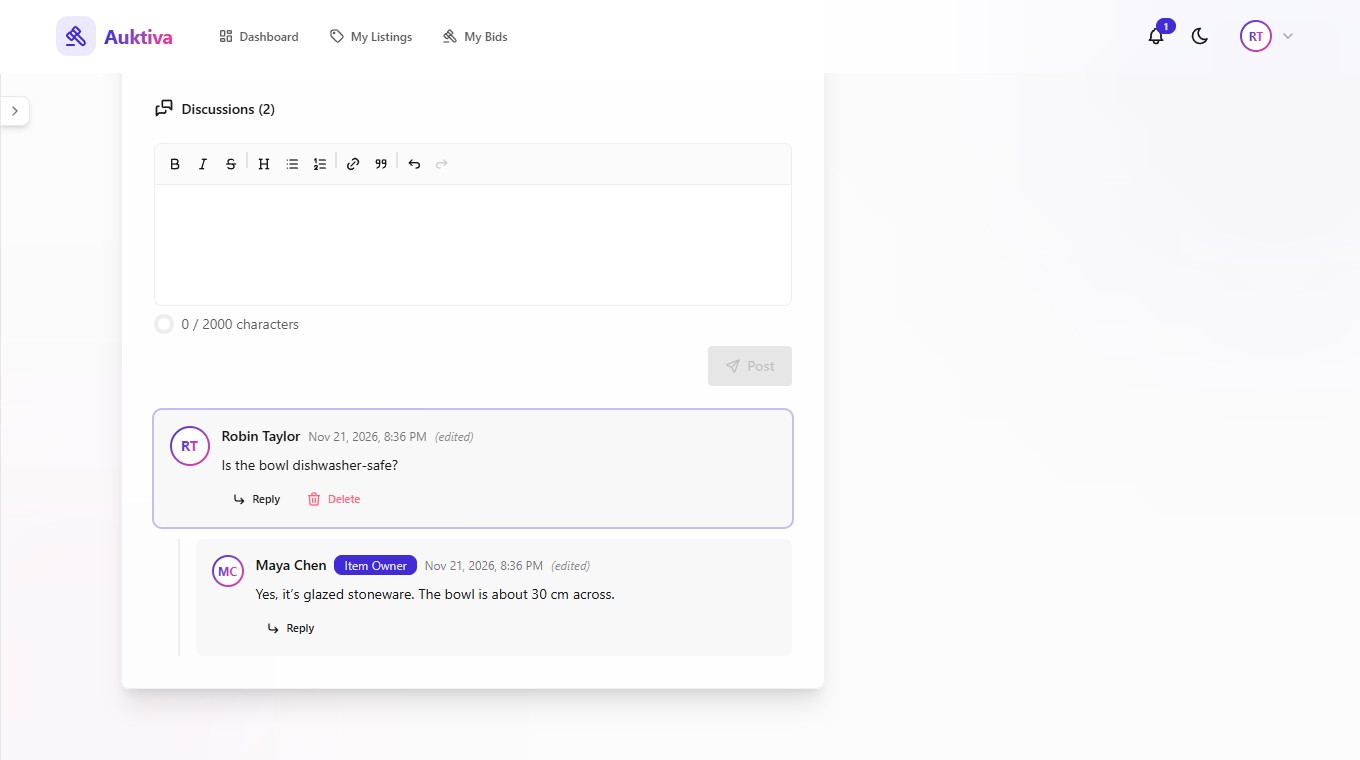 Auktiva Dashboard My Listings My Bids 1 RT
Discussions (2)
B I S H
0 / 2000 characters
Post
RT Robin Taylor Nov 21, 2026, 8:36 PM (edited)
Is the bowl dishwasher-safe?
Reply Delete
MC Maya Chen Item Owner Nov 21, 2026, 8:36 PM (edited)
Yes, it’s glazed stoneware. The bowl is about 30 cm across.
Reply